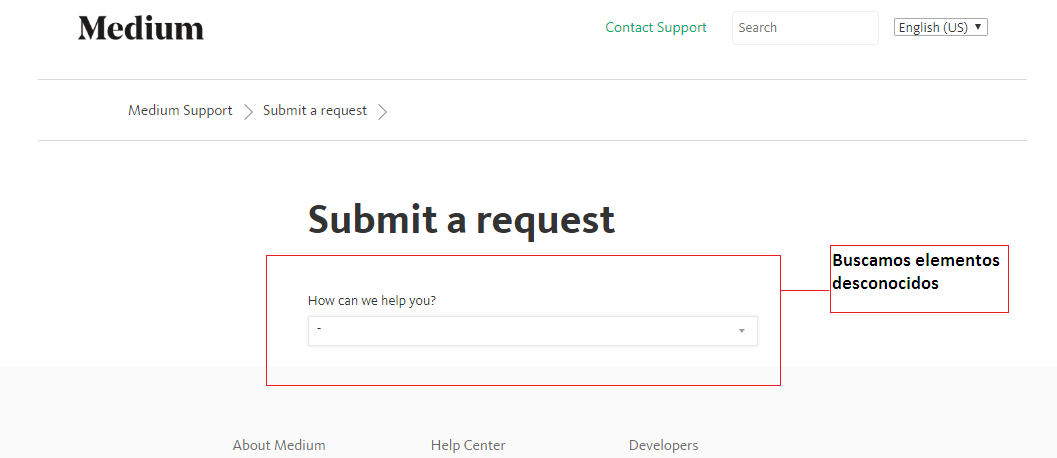 Medium
Contact Support
Search
English (US)
Medium Support
Submit a request
Submit a request
How can we help you?
-
Buscamos elementos
desconocidos
About Medium
Help Center
Developers